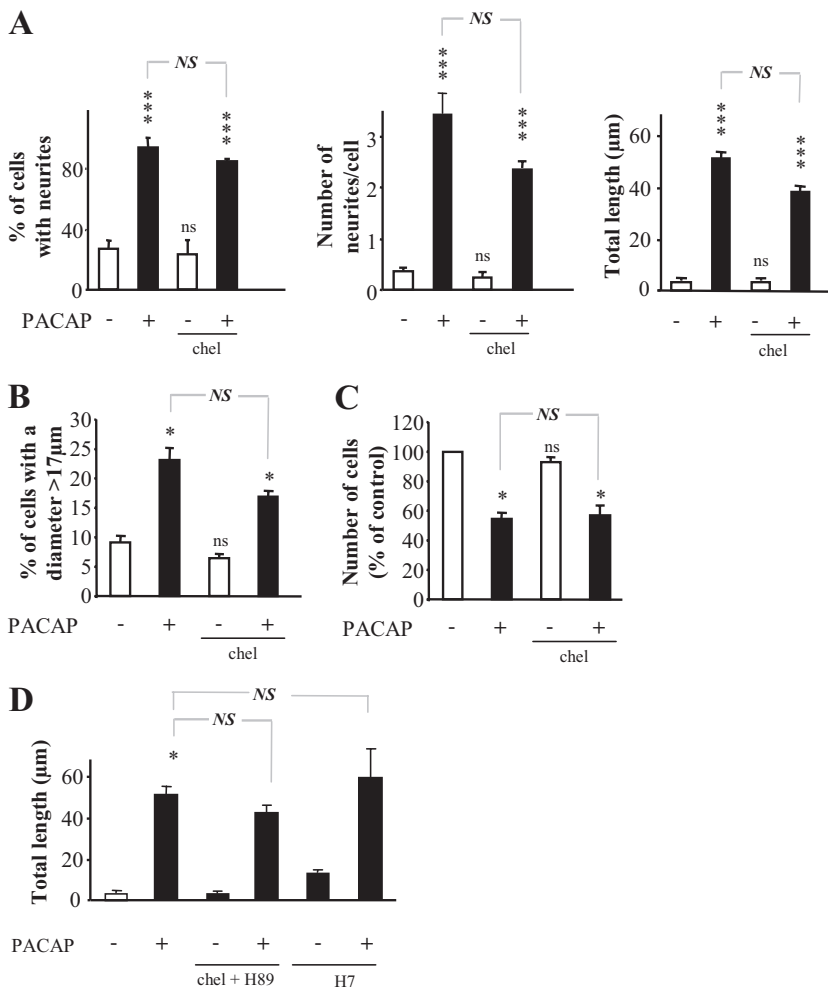 A
NS
NS
NS
% of cells
with neurites
80
40
0
***
ns
***
PACAP - + - +
chel
Number of
neurites/cell
3
2
1
0
***
ns
***
- + - +
chel
Total length (µm)
60
40
20
0
***
ns
***
- + - +
chel
B
NS
% of cells with a
diameter >17µm
30
25
20
15
10
5
0
*
ns
*
PACAP - + - +
chel
C
NS
Number of cells
(% of control)
120
100
80
60
40
20
0
*
ns
*
PACAP - + - +
chel
D
NS
NS
Total length (µm)
60
40
20
0
*
PACAP - + - + - +
chel + H89 H7